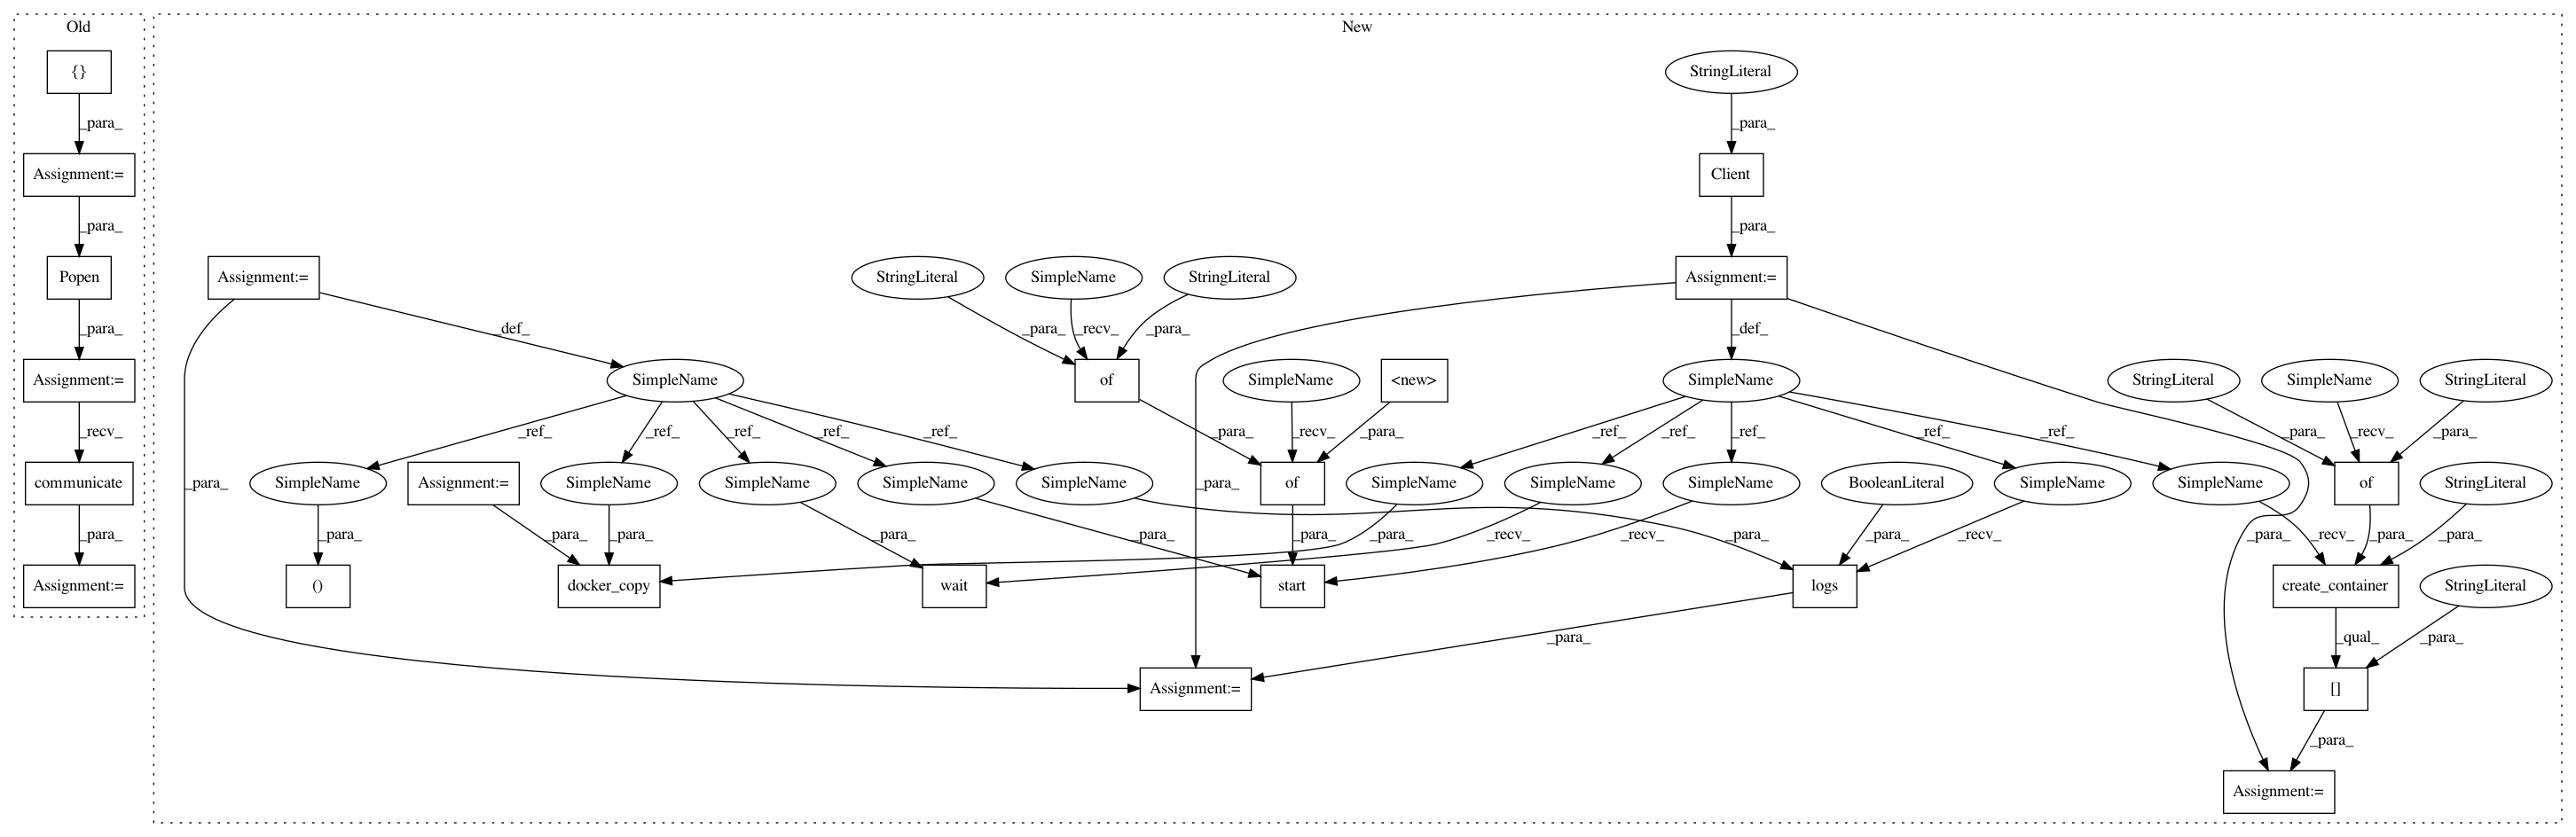 Old
New
{}
StringLiteral
_para_
_para_
Assignment:=
Client
_para_
_para_
Popen
Assignment:=
StringLiteral
SimpleName
StringLiteral
Assignment:=
_para_
_def_
_para_
_recv_
_para_
_def_
Assignment:=
SimpleName
of
SimpleName
<new>
SimpleName
StringLiteral
SimpleName
StringLiteral
_recv_
_ref_
_ref_
_ref_
_ref_
_ref_
_para_
_recv_
_para_
_ref_
_ref_
_ref_
_ref_
_ref_
_para_
_recv_
_para_
communicate
SimpleName
Assignment:=
SimpleName
SimpleName
SimpleName
SimpleName
of
SimpleName
SimpleName
SimpleName
BooleanLiteral
SimpleName
SimpleName
of
StringLiteral
_para_
_para_
_para_
_para_
_para_
_para_
_para_
_para_
_para_
_recv_
_recv_
_para_
_para_
_recv_
_para_
_recv_
_para_
_para_
Assignment:=
()
docker_copy
wait
start
logs
create_container
StringLiteral
_para_
_qual_
_para_
Assignment:=
[]
_para_
Assignment:=